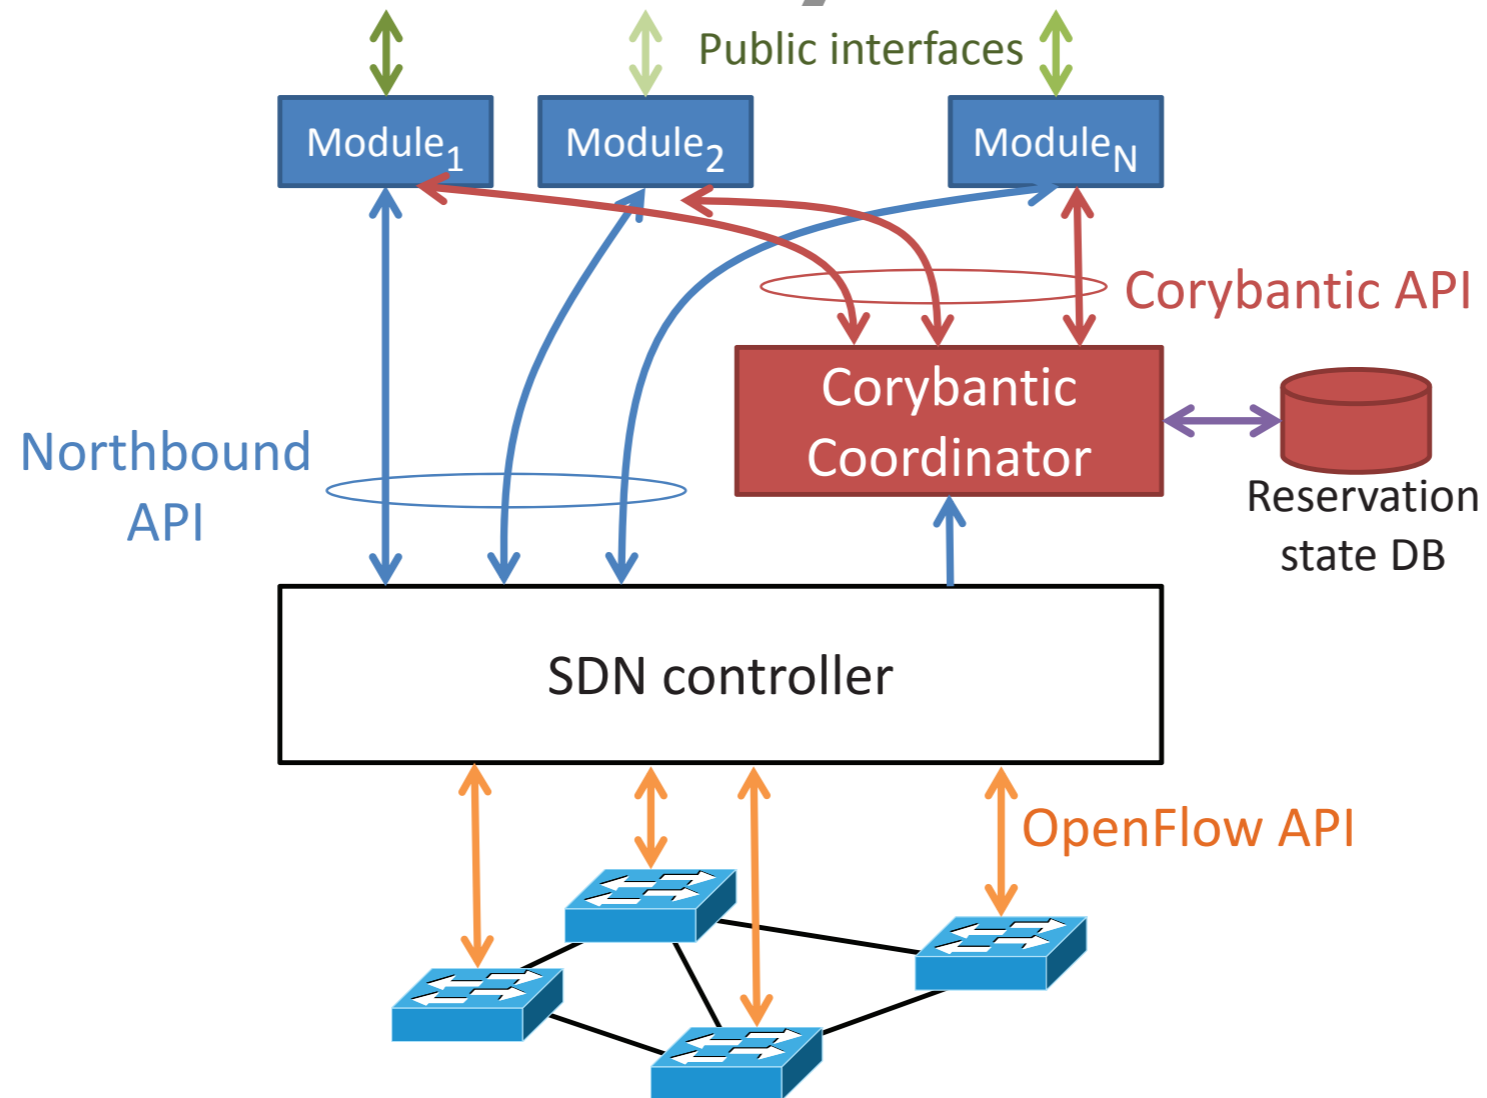 Public interfaces
Module1
Module2
ModuleN
Corybantic API
Corybantic
Coordinator
Northbound
API
Reservation
state DB
SDN controller
OpenFlow API